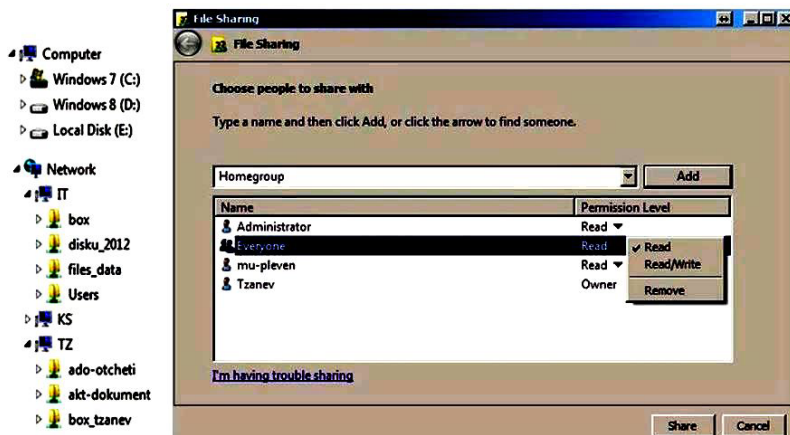 Computer
Windows 7 (C:)
Windows 8 (D:)
Local Disk (E:)
Network
IT
box
disku_2012
files_data
Users
KS
TZ
ado-otcheti
akt-dokument
box_tzanev
File Sharing
File Sharing
Choose people to share with
Type a name and then click Add, or click the arrow to find someone.
Homegroup Add
Name Permission Level
Administrator Read
Everyone Read
mu-pleven Read
Tzanev Owner
Read
Read/Write
Remove
I'm having trouble sharing
Share Cancel